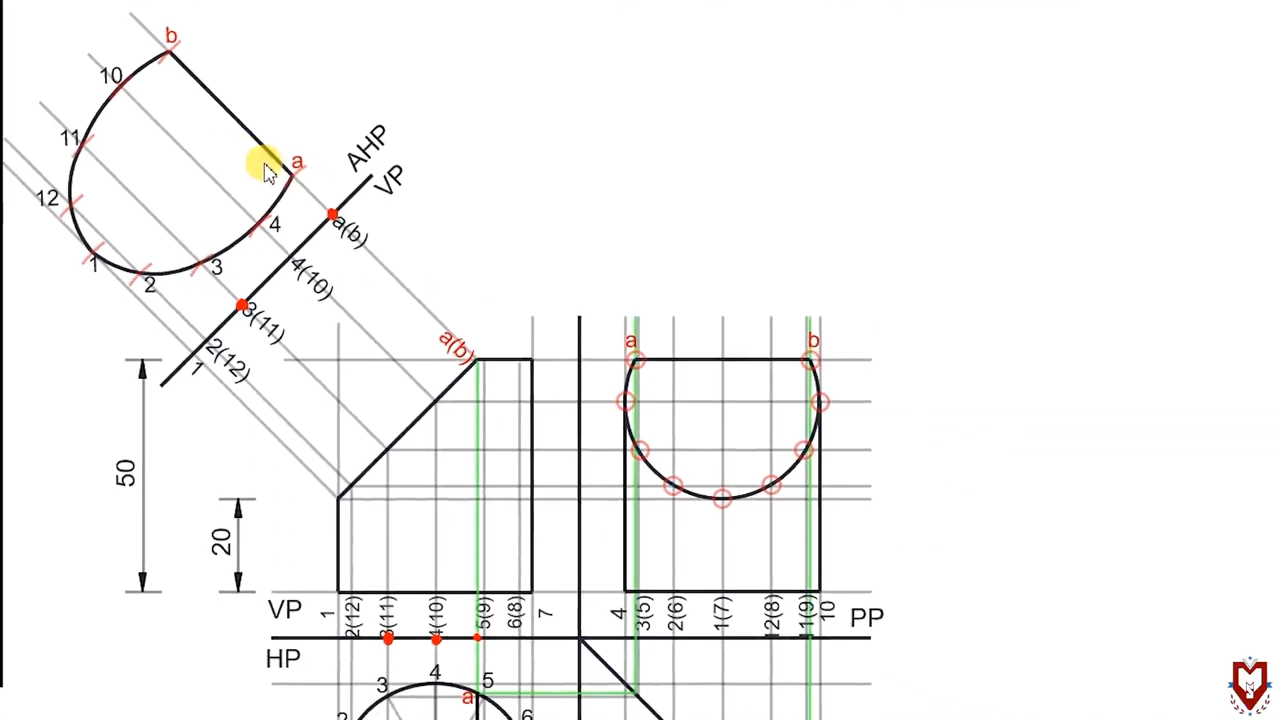 b
10
a
AHP
VP
11
12
4
a(b)
3
1
2
4(10)
3(11)
2(12)
1
a(b)
a
b
50
20
VP
1
2(12)
3(11)
4(10)
5(9)
6(8)
7
4
3(5)
2(6)
1(7)
12(8)
11(9)
10
PP
HP
4
3
5
a
2
6